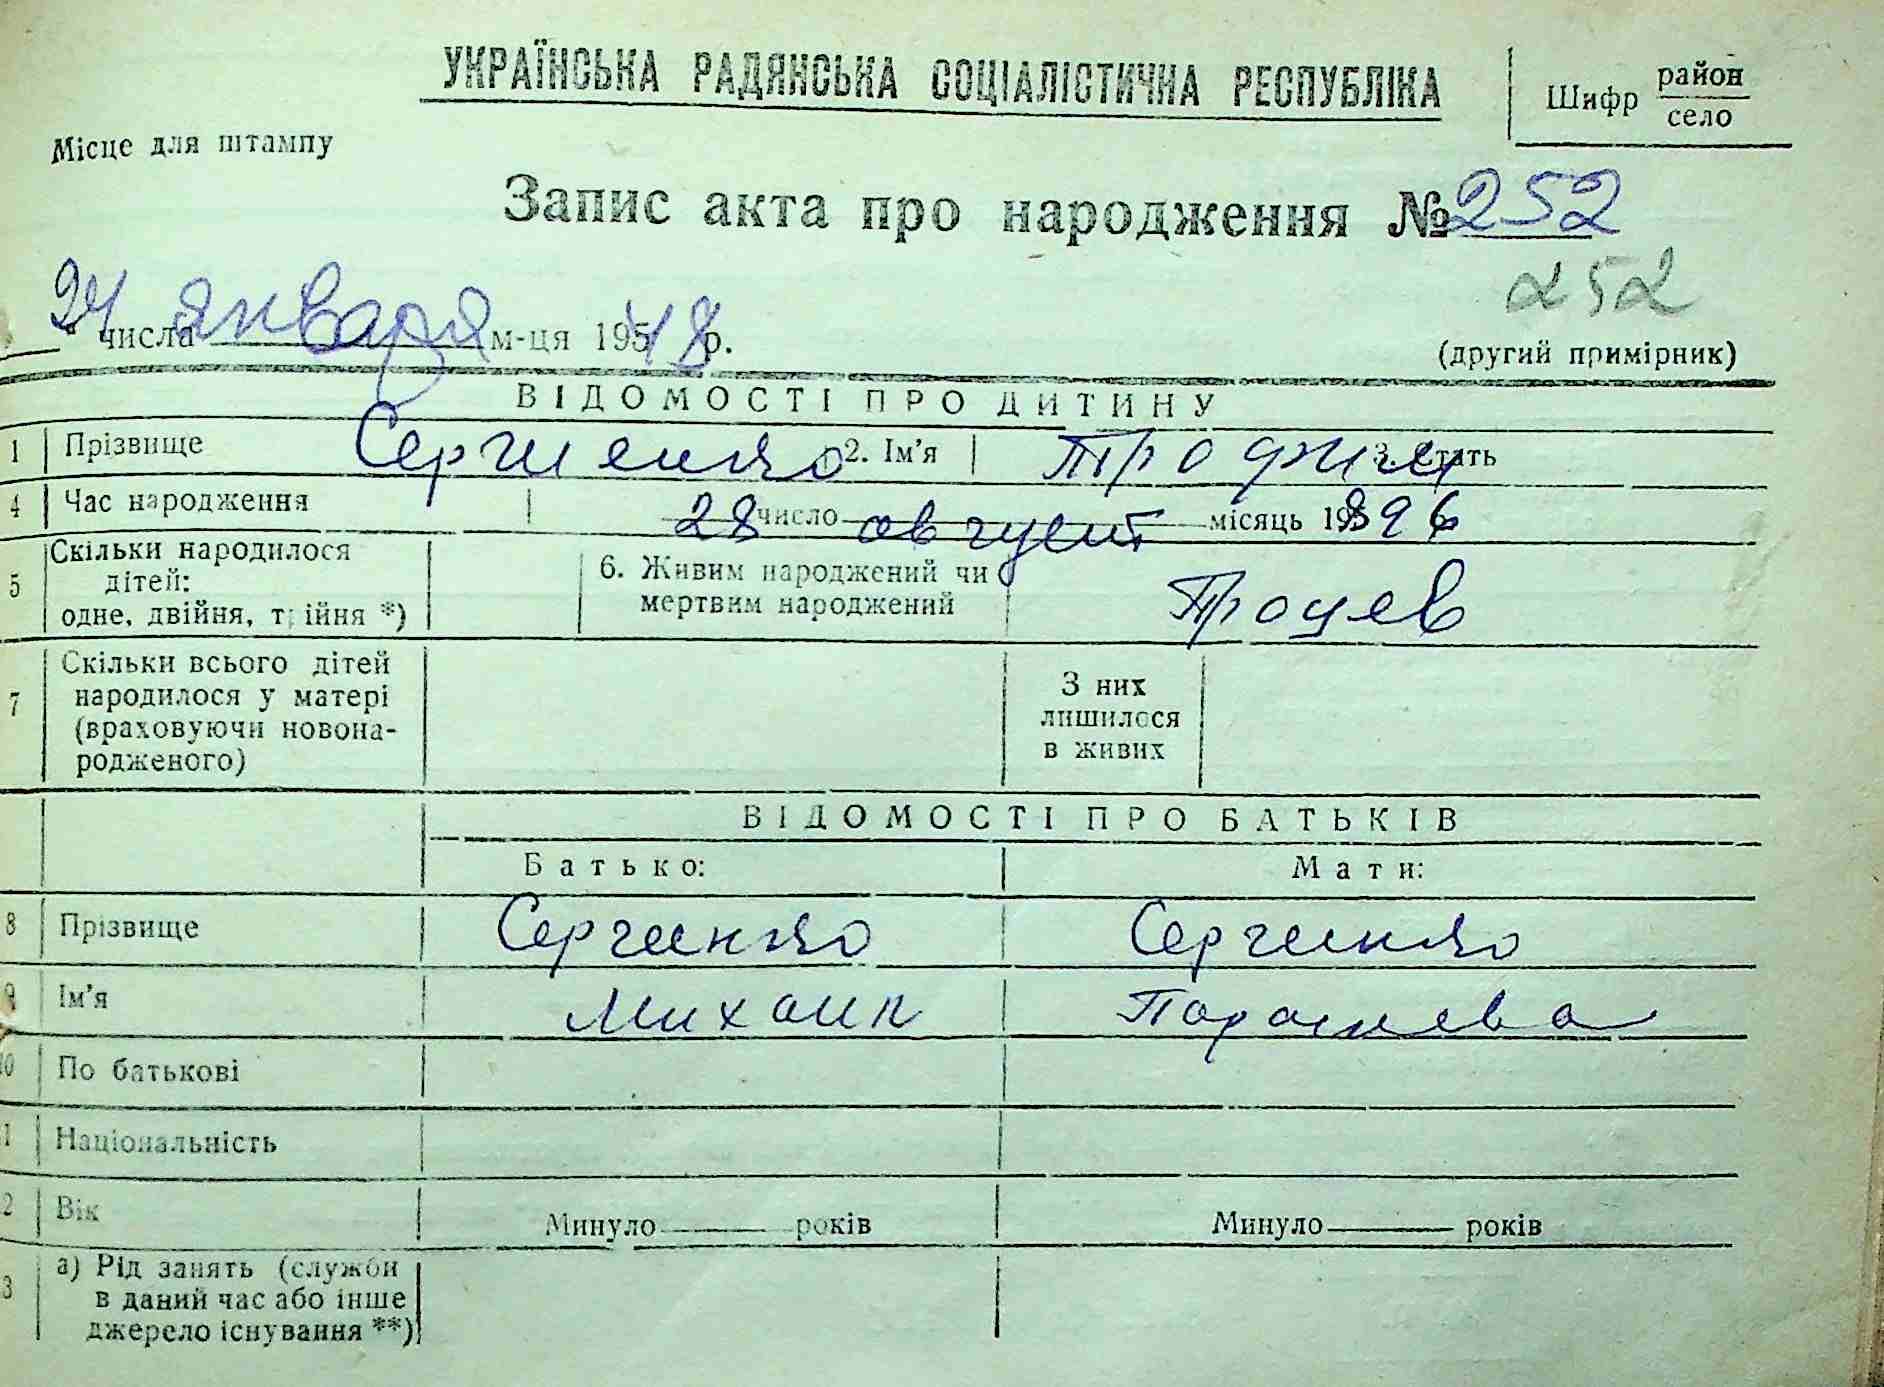 УКРАЇНСЬКА РАДЯНСЬКА СОЦІАЛІСТИЧНА РЕСПУБЛІКА
Шифр район
село
Місце для штампу
Запис акта про народження № 252
252
24 числа января м-ця 1948 р.
(другий примірник)
ВІДОМОСТІ ПРО ДИТИНУ
1 Прізвище Сергиенко 2. Ім'я Трофим 3. Стать
4 Час народження 28 число август місяць 1896
5 Скільки народилося дітей: одне, двійня, трійня *) 6. Живим народжений чи мертвим народжений
7 Скільки всього дітей народилося у матері (враховуючи новонародженого) З них лишилося в живих
ВІДОМОСТІ ПРО БАТЬКІВ
Батько: Мати:
8 Прізвище Сергиенко Сергиенко
9 Ім'я Михаил Параскева
10 По батькові
11 Національність
12 Вік Минуло років Минуло років
13 а) Рід занять (служби
в даний час або інше
джерело існування **)